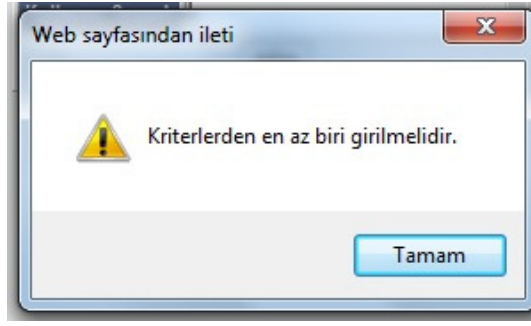 Web sayfasından ileti
Kriterlerden en az biri girilmelidir.
Tamam